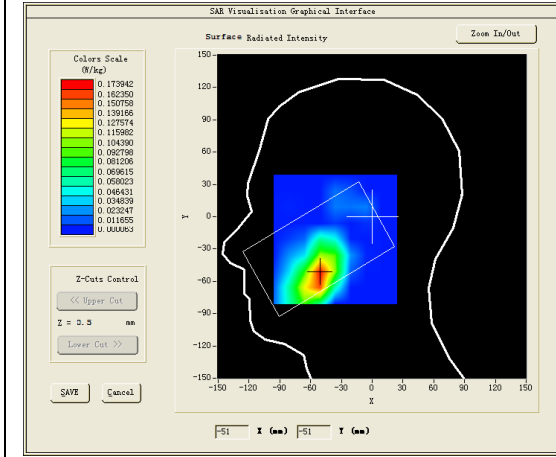 SAR Visualisation Graphical Interface
Surface Radiated Intensity
Zoom In/Out
Colors Scale
(W/kg)
0.173942
0.162350
0.150758
0.139166
0.127574
0.115982
0.104390
0.092798
0.081206
0.069615
0.058023
0.046431
0.034839
0.023247
0.011655
0.000063
Z-Cuts Control
<< Upper Cut
Z = 0.5 mm
Lower Cut >>
SAVE Cancel
150-
120-
90-
60-
30-
Y 0-
-30-
-60-
-90-
-120-
-150-
-150 -120 -90 -60 -30 0 30 60 90 120 150
X
-51 X (mm) -51 Y (mm)